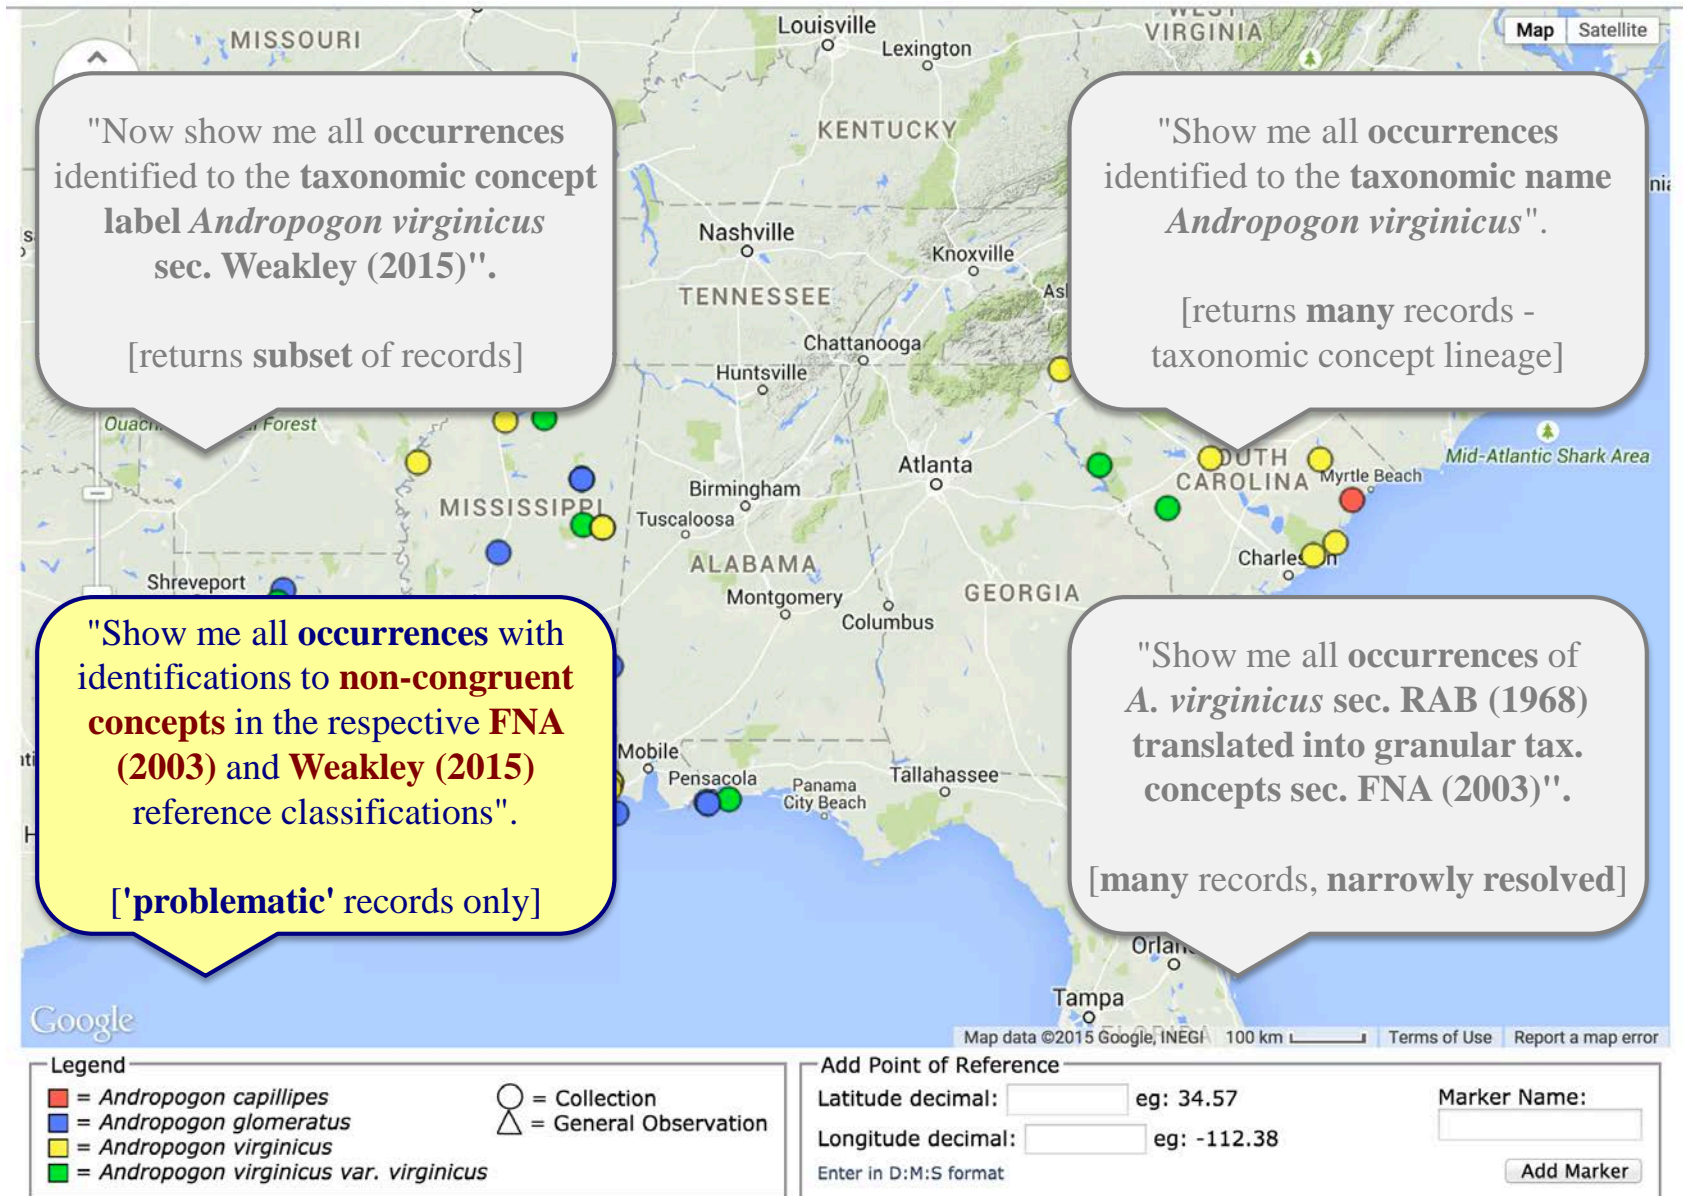 MISSOURI
Louisville
Lexington
WEST
VIRGINIA
Map
Satellite
KENTUCKY
"Now show me all occurrences
identified to the taxonomic concept
label Andropogon virginicus
sec. Weakley (2015)".
[returns subset of records]
"Show me all occurrences
identified to the taxonomic name
Andropogon virginicus".
[returns many records -
taxonomic concept lineage]
Nashville
Knoxville
TENNESSEE
Chattanooga
Huntsville
Forest
Mid-Atlantic Shark Area
Atlanta
CAROLINA
Myrtle Beach
Birmingham
MISSISSIPPI
Tuscaloosa
ALABAMA
Shreveport
Montgomery
GEORGIA
Columbus
"Show me all occurrences with
identifications to non-congruent
concepts in the respective FNA
(2003) and Weakley (2015)
reference classifications".
['problematic' records only]
"Show me all occurrences of
A. virginicus sec. RAB (1968)
translated into granular tax.
concepts sec. FNA (2003)".
[many records, narrowly resolved]
Mobile
Pensacola
Panama
City Beach
Tallahassee
Tampa
FLORIDA
Google
Map data ©2015 Google, INEGI
100 km
Terms of Use
Report a map error
Legend
= Andropogon capillipes
= Andropogon glomeratus
= Andropogon virginicus
= Andropogon virginicus var. virginicus
= Collection
= General Observation
Add Point of Reference
Latitude decimal:
eg: 34.57
Marker Name:
Longitude decimal:
eg: -112.38
Enter in D:M:S format
Add Marker